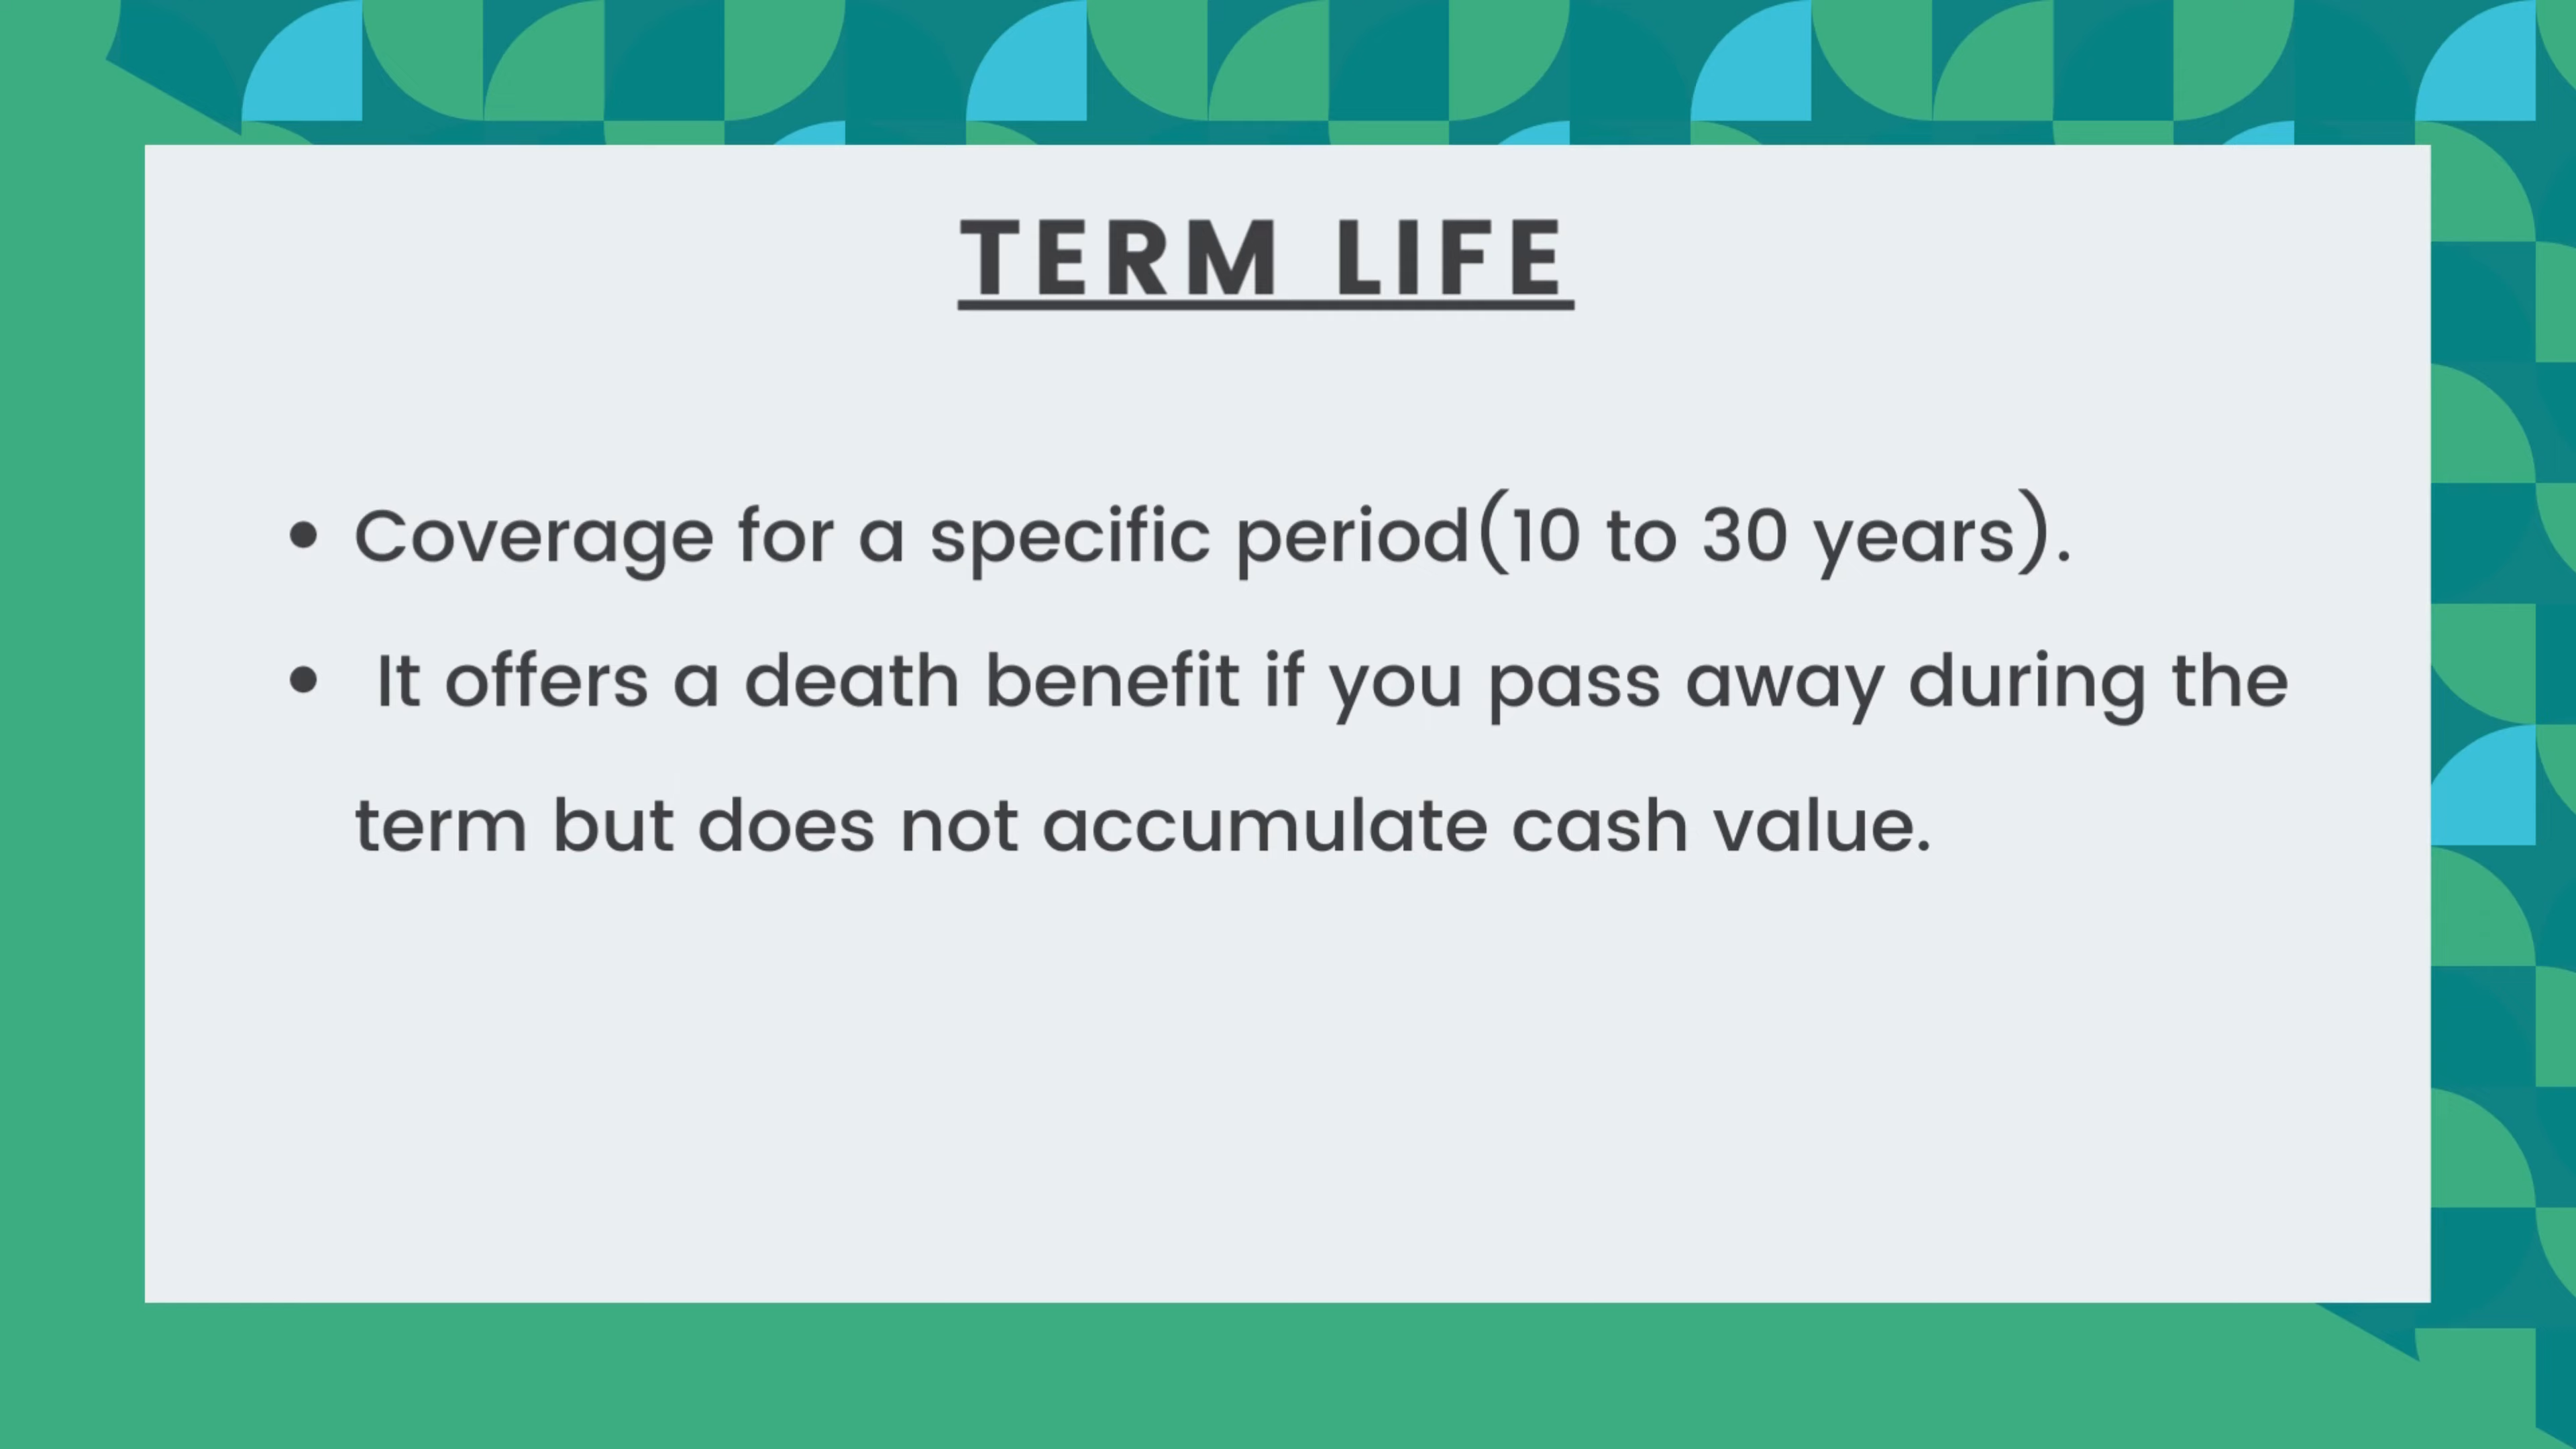 TERM LIFE
• Coverage for a specific period(10 to 30 years).
• It offers a death benefit if you pass away during the
term but does not accumulate cash value.